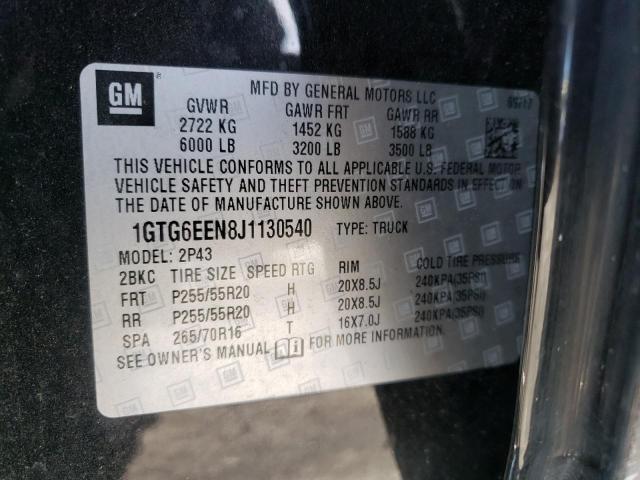 GM
MFD BY GENERAL MOTORS LLC
GVWR GAWR FRT GAWR RR
2722 KG 1452 KG 1588 KG
6000 LB 3200 LB 3500 LB
THIS VEHICLE CONFORMS TO ALL APPLICABLE U.S. FEDERAL MOTOR
VEHICLE SAFETY AND THEFT PREVENTION STANDARDS IN EFFECT ON
THE DATE OF MANUFACTURE SHOWN ABOVE.
1GTG6EEN8J1130540 TYPE: TRUCK
MODEL: 2P43
2BKC TIRE SIZE SPEED RTG RIM COLD TIRE PRESSURE
FRT P255/55R20 H 20X8.5J 240KPA(35PSI)
RR P255/55R20 H 20X8.5J 240KPA(35PSI)
SPA 265/70R16 T 16X7.0J 240KPA(35PSI)
SEE OWNER'S MANUAL FOR MORE INFORMATION.